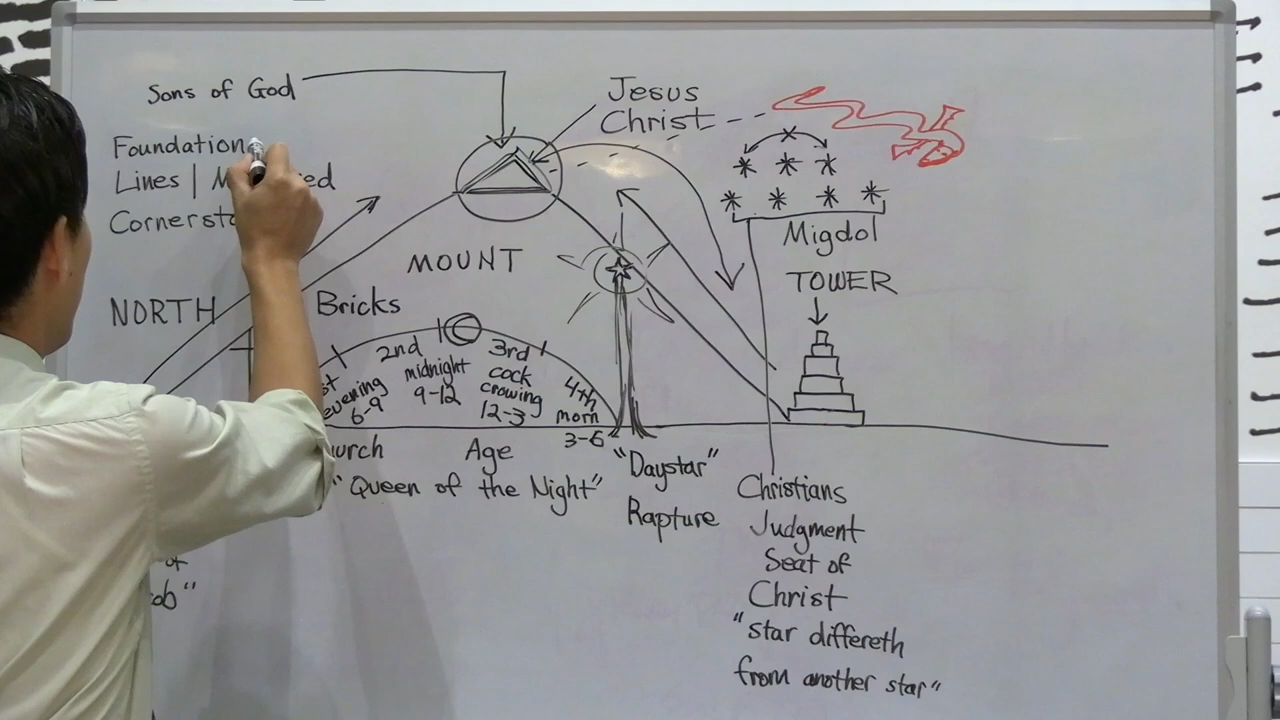 Sons of God
Jesus
Christ
Foundation
Lines |
Migdol
MOUNT
TOWER
NORTH
Bricks
2nd
midnight
9-12
3rd
cock
crowing
12-3
evening
6-9
4th
morn
3-6
Age
"Queen of the Night"
"Daystar"
Rapture
Christians
Judgment
Seat of
Christ
"star differeth
from another star"
of